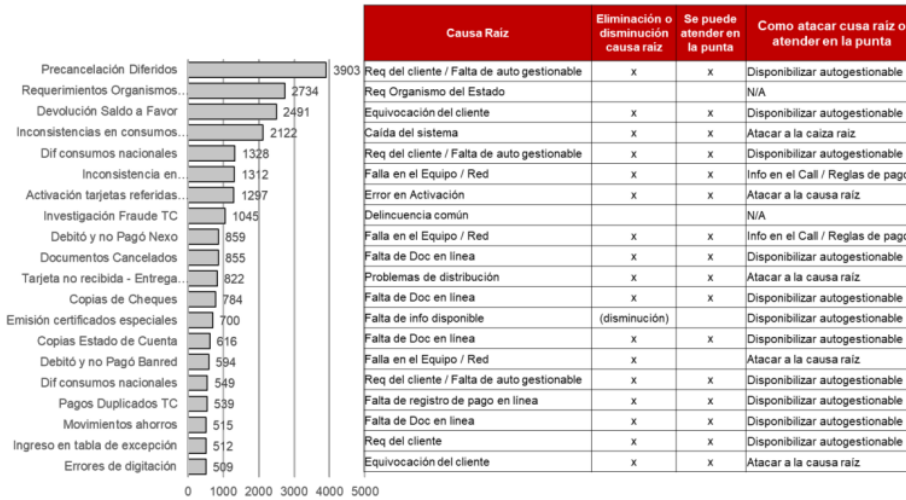 Causa Raíz | Eliminación o disminución causa raíz | Se puede atender en la punta | Como atacar cusa raiz o atender en la punta
Precancelación Diferidos 3903 | Req del cliente / Falta de auto gestionable | x | x | Disponibilizar autogestionable
Requerimientos Organismos... 2734 | Req Organismo del Estado | | | N/A
Devolución Saldo a Favor 2491 | Equivocación del cliente | x | x | Disponibilizar autogestionable
Inconsistencias en consumos... 2122 | Caída del sistema | x | x | Atacar a la caiza raiz
Dif consumos nacionales 1328 | Req del cliente / Falta de auto gestionable | x | x | Disponibilizar autogestionable
Inconsistencia en... 1312 | Falla en el Equipo / Red | x | x | Info en el Call / Reglas de pago
Activación tarjetas referidas... 1297 | Error en Activación | x | x | Atacar a la causa raíz
Investigación Fraude TC 1045 | Delincuencia común | | | N/A
Debitó y no Pagó Nexo 859 | Falla en el Equipo / Red | x | x | Info en el Call / Reglas de pago
Documentos Cancelados 855 | Falta de Doc en línea | x | x | Disponibilizar autogestionable
Tarjeta no recibida - Entrega... 822 | Problemas de distribución | x | x | Atacar a la causa raíz
Copias de Cheques 784 | Falta de Doc en línea | x | x | Disponibilizar autogestionable
Emisión certificados especiales 700 | Falta de info disponible | (disminución) | | Disponibilizar autogestionable
Copias Estado de Cuenta 616 | Falta de Doc en línea | x | x | Disponibilizar autogestionable
Debitó y no Pagó Banred 594 | Falla en el Equipo / Red | x | | Atacar a la causa raíz
Dif consumos nacionales 549 | Req del cliente / Falta de auto gestionable | x | x | Disponibilizar autogestionable
Pagos Duplicados TC 539 | Falta de registro de pago en línea | x | x | Disponibilizar autogestionable
Movimientos ahorros 515 | Falta de Doc en linea | x | x | Disponibilizar autogestionable
Ingreso en tabla de excepción 512 | Req del cliente | x | x | Disponibilizar autogestionable
Errores de digitación 509 | Equivocación del cliente | x | x | Atacar a la causa raíz
0 1000 2000 3000 4000 5000